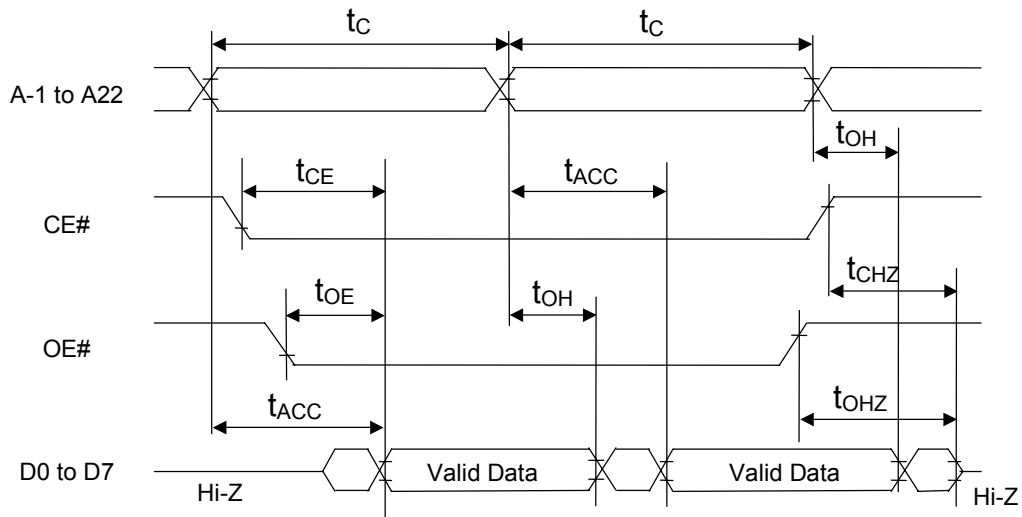 tC tC
A-1 to A22
tOH
tCE tACC
CE#
tCHZ
tOE tOH
OE#
tOHZ
tACC
D0 to D7 Valid Data Valid Data
Hi-Z Hi-Z